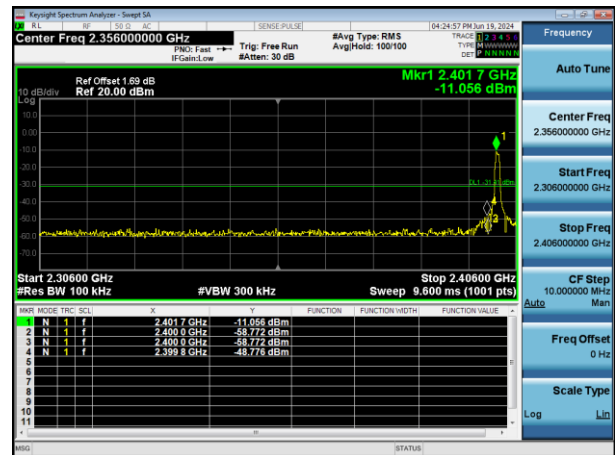 Keysight Spectrum Analyzer - Swept SA
RL RF 50 Ω AC SENSE:PULSE 04:24:57 PM Jun 19, 2024
Center Freq 2.356000000 GHz #Avg Type: RMS TRACE 1 2 3 4 5 6
PNO: Fast Trig: Free Run Avg|Hold: 100/100 TYPE M WWWWW
IFGain:Low #Atten: 30 dB DET P NNNNN
Ref Offset 1.69 dB Mkr1 2.401 7 GHz
10 dB/div Ref 20.00 dBm -11.056 dBm
Log
10.0
0.00
-10.0
-20.0
-30.0
-40.0
-50.0
-60.0
-70.0
1
4
Start 2.30600 GHz Stop 2.40600 GHz
#Res BW 100 kHz #VBW 300 kHz Sweep 9.600 ms (1001 pts)
MKR MODE TRC SCL X Y FUNCTION FUNCTION WIDTH FUNCTION VALUE
1 N 1 f 2.401 7 GHz -11.056 dBm
2 N 1 f 2.400 0 GHz -58.772 dBm
3 N 1 f 2.400 0 GHz -58.772 dBm
4 N 1 f 2.399 8 GHz -48.776 dBm
5
6
7
8
9
10
11
MSG STATUS
Frequency
Auto Tune
Center Freq
2.356000000 GHz
Start Freq
2.306000000 GHz
Stop Freq
2.406000000 GHz
CF Step
10.000000 MHz
Auto Man
Freq Offset
0 Hz
Scale Type
Log Lin